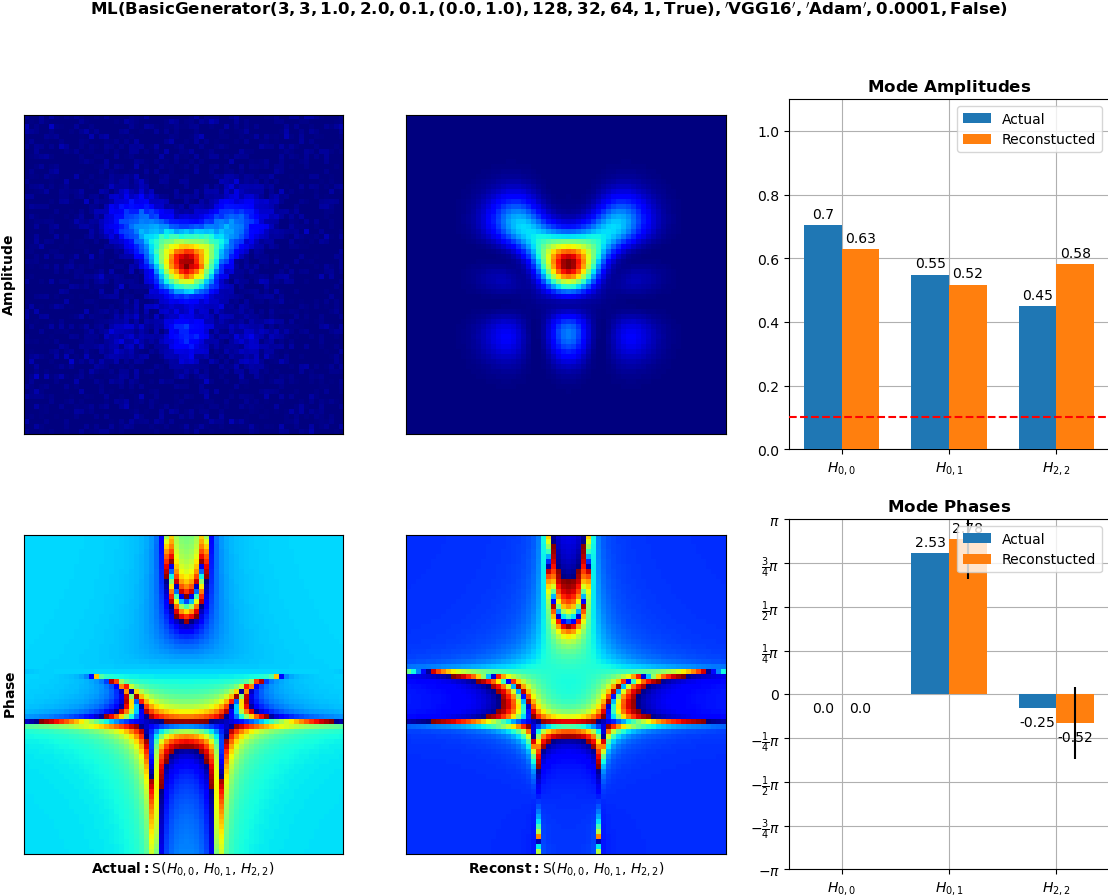 ML(BasicGenerator(3, 3, 1.0, 2.0, 0.1, (0.0, 1.0), 128, 32, 64, 1, True), ′VGG16′, ′Adam′, 0.0001, False)
Amplitude
Mode Amplitudes
Actual
Reconstucted
1.0
0.8
0.6
0.4
0.2
0.0
0.7
0.63
0.55
0.52
0.45
0.58
H0,0
H0,1
H2,2
Phase
Actual: S(H0,0, H0,1, H2,2)
Reconst: S(H0,0, H0,1, H2,2)
Mode Phases
Actual
Reconstucted
π
3/4π
1/2π
1/4π
0
−1/4π
−1/2π
−3/4π
−π
0.0
0.0
2.53
2.78
-0.25
-0.52
H0,0
H0,1
H2,2